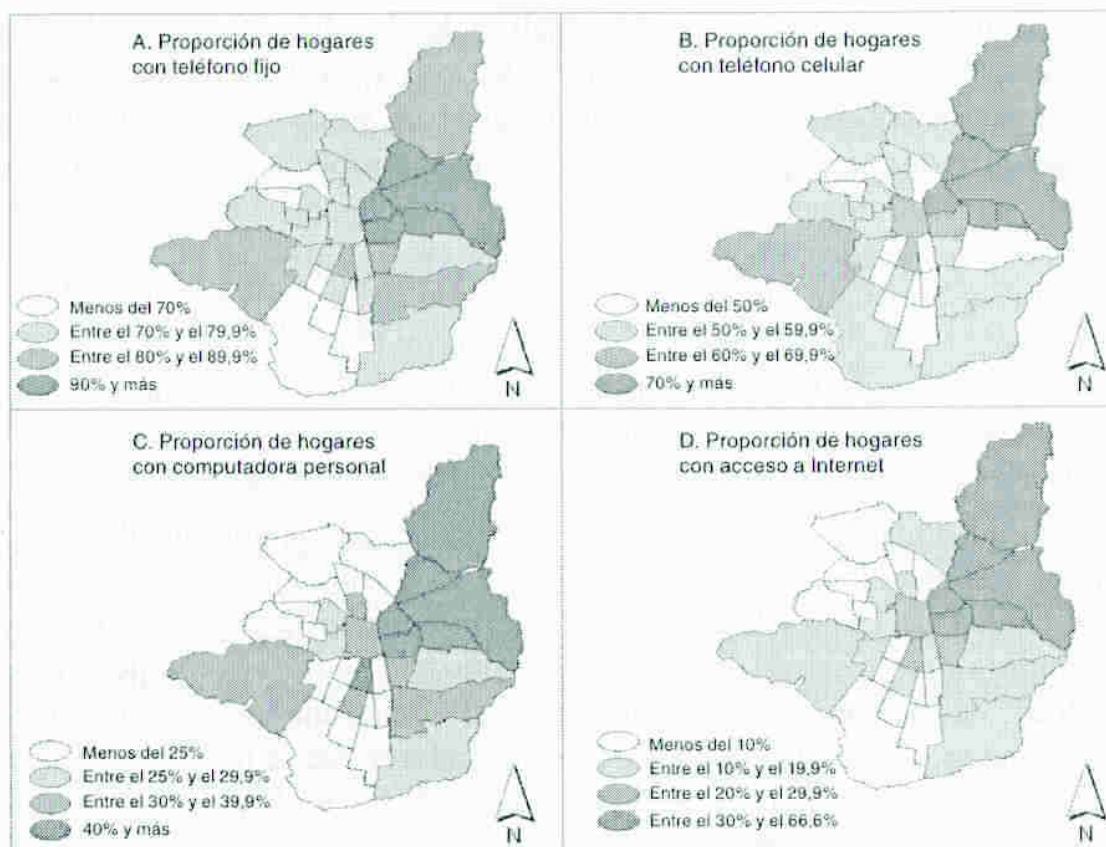 A. Proporción de hogares
con teléfono fijo
Menos del 70%
Entre el 70% y el 79,9%
Entre el 80% y el 89,9%
90% y más
N
B. Proporción de hogares
con teléfono celular
Menos del 50%
Entre el 50% y el 59,9%
Entre el 60% y el 69,9%
70% y más
N
C. Proporción de hogares
con computadora personal
Menos del 25%
Entre el 25% y el 29,9%
Entre el 30% y el 39,9%
40% y más
N
D. Proporción de hogares
con acceso a Internet
Menos del 10%
Entre el 10% y el 19,9%
Entre el 20% y el 29,9%
Entre el 30% y el 66,6%
N